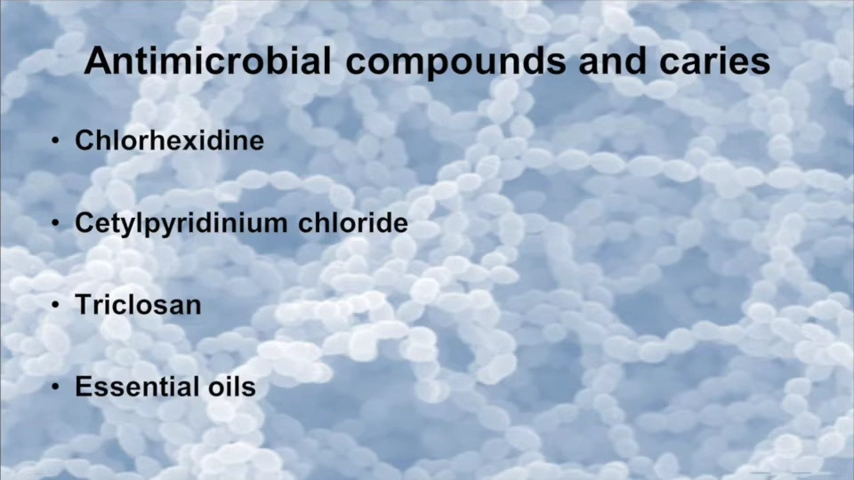 Antimicrobial compounds and caries
• Chlorhexidine
• Cetylpyridinium chloride
• Triclosan
• Essential oils